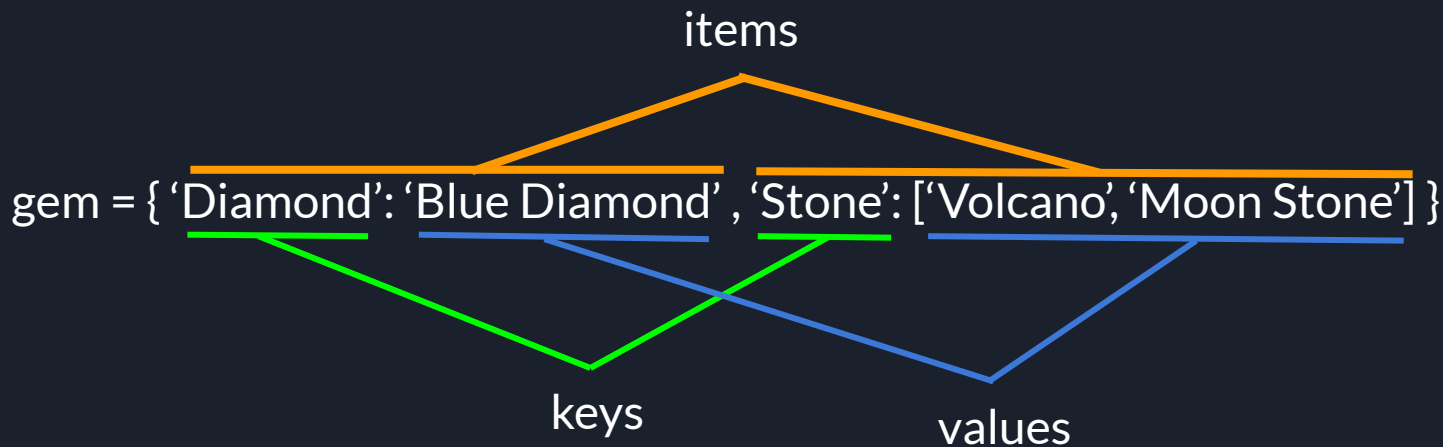 items
gem = { ‘Diamond’: ‘Blue Diamond’ , ‘Stone’: [‘Volcano’, ‘Moon Stone’] }
keys
values